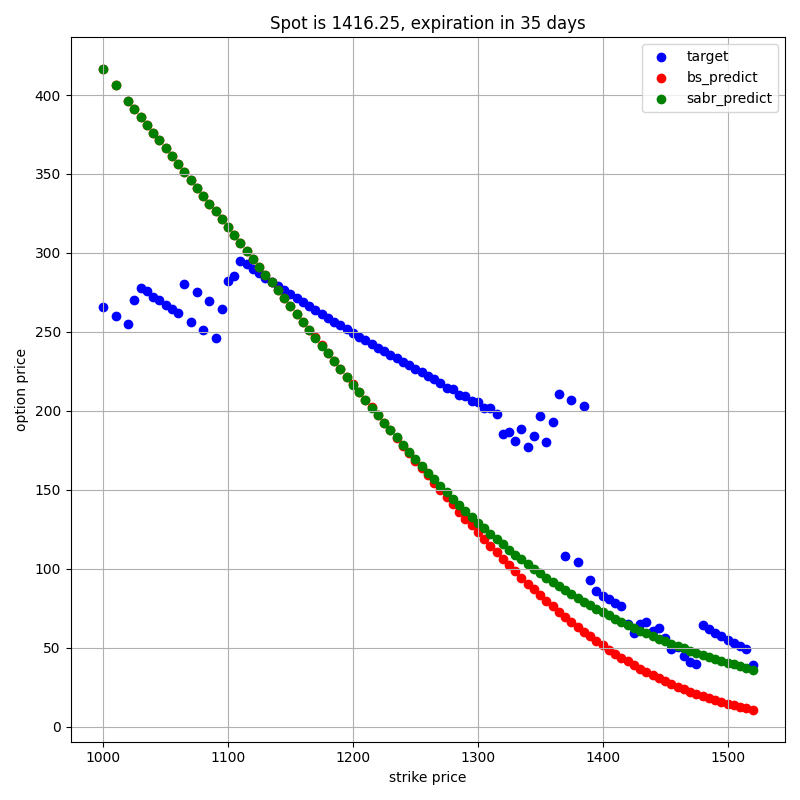 Spot is 1416.25, expiration in 35 days
target
bs_predict
sabr_predict
option price
400
350
300
250
200
150
100
50
0
1000 1100 1200 1300 1400 1500
strike price